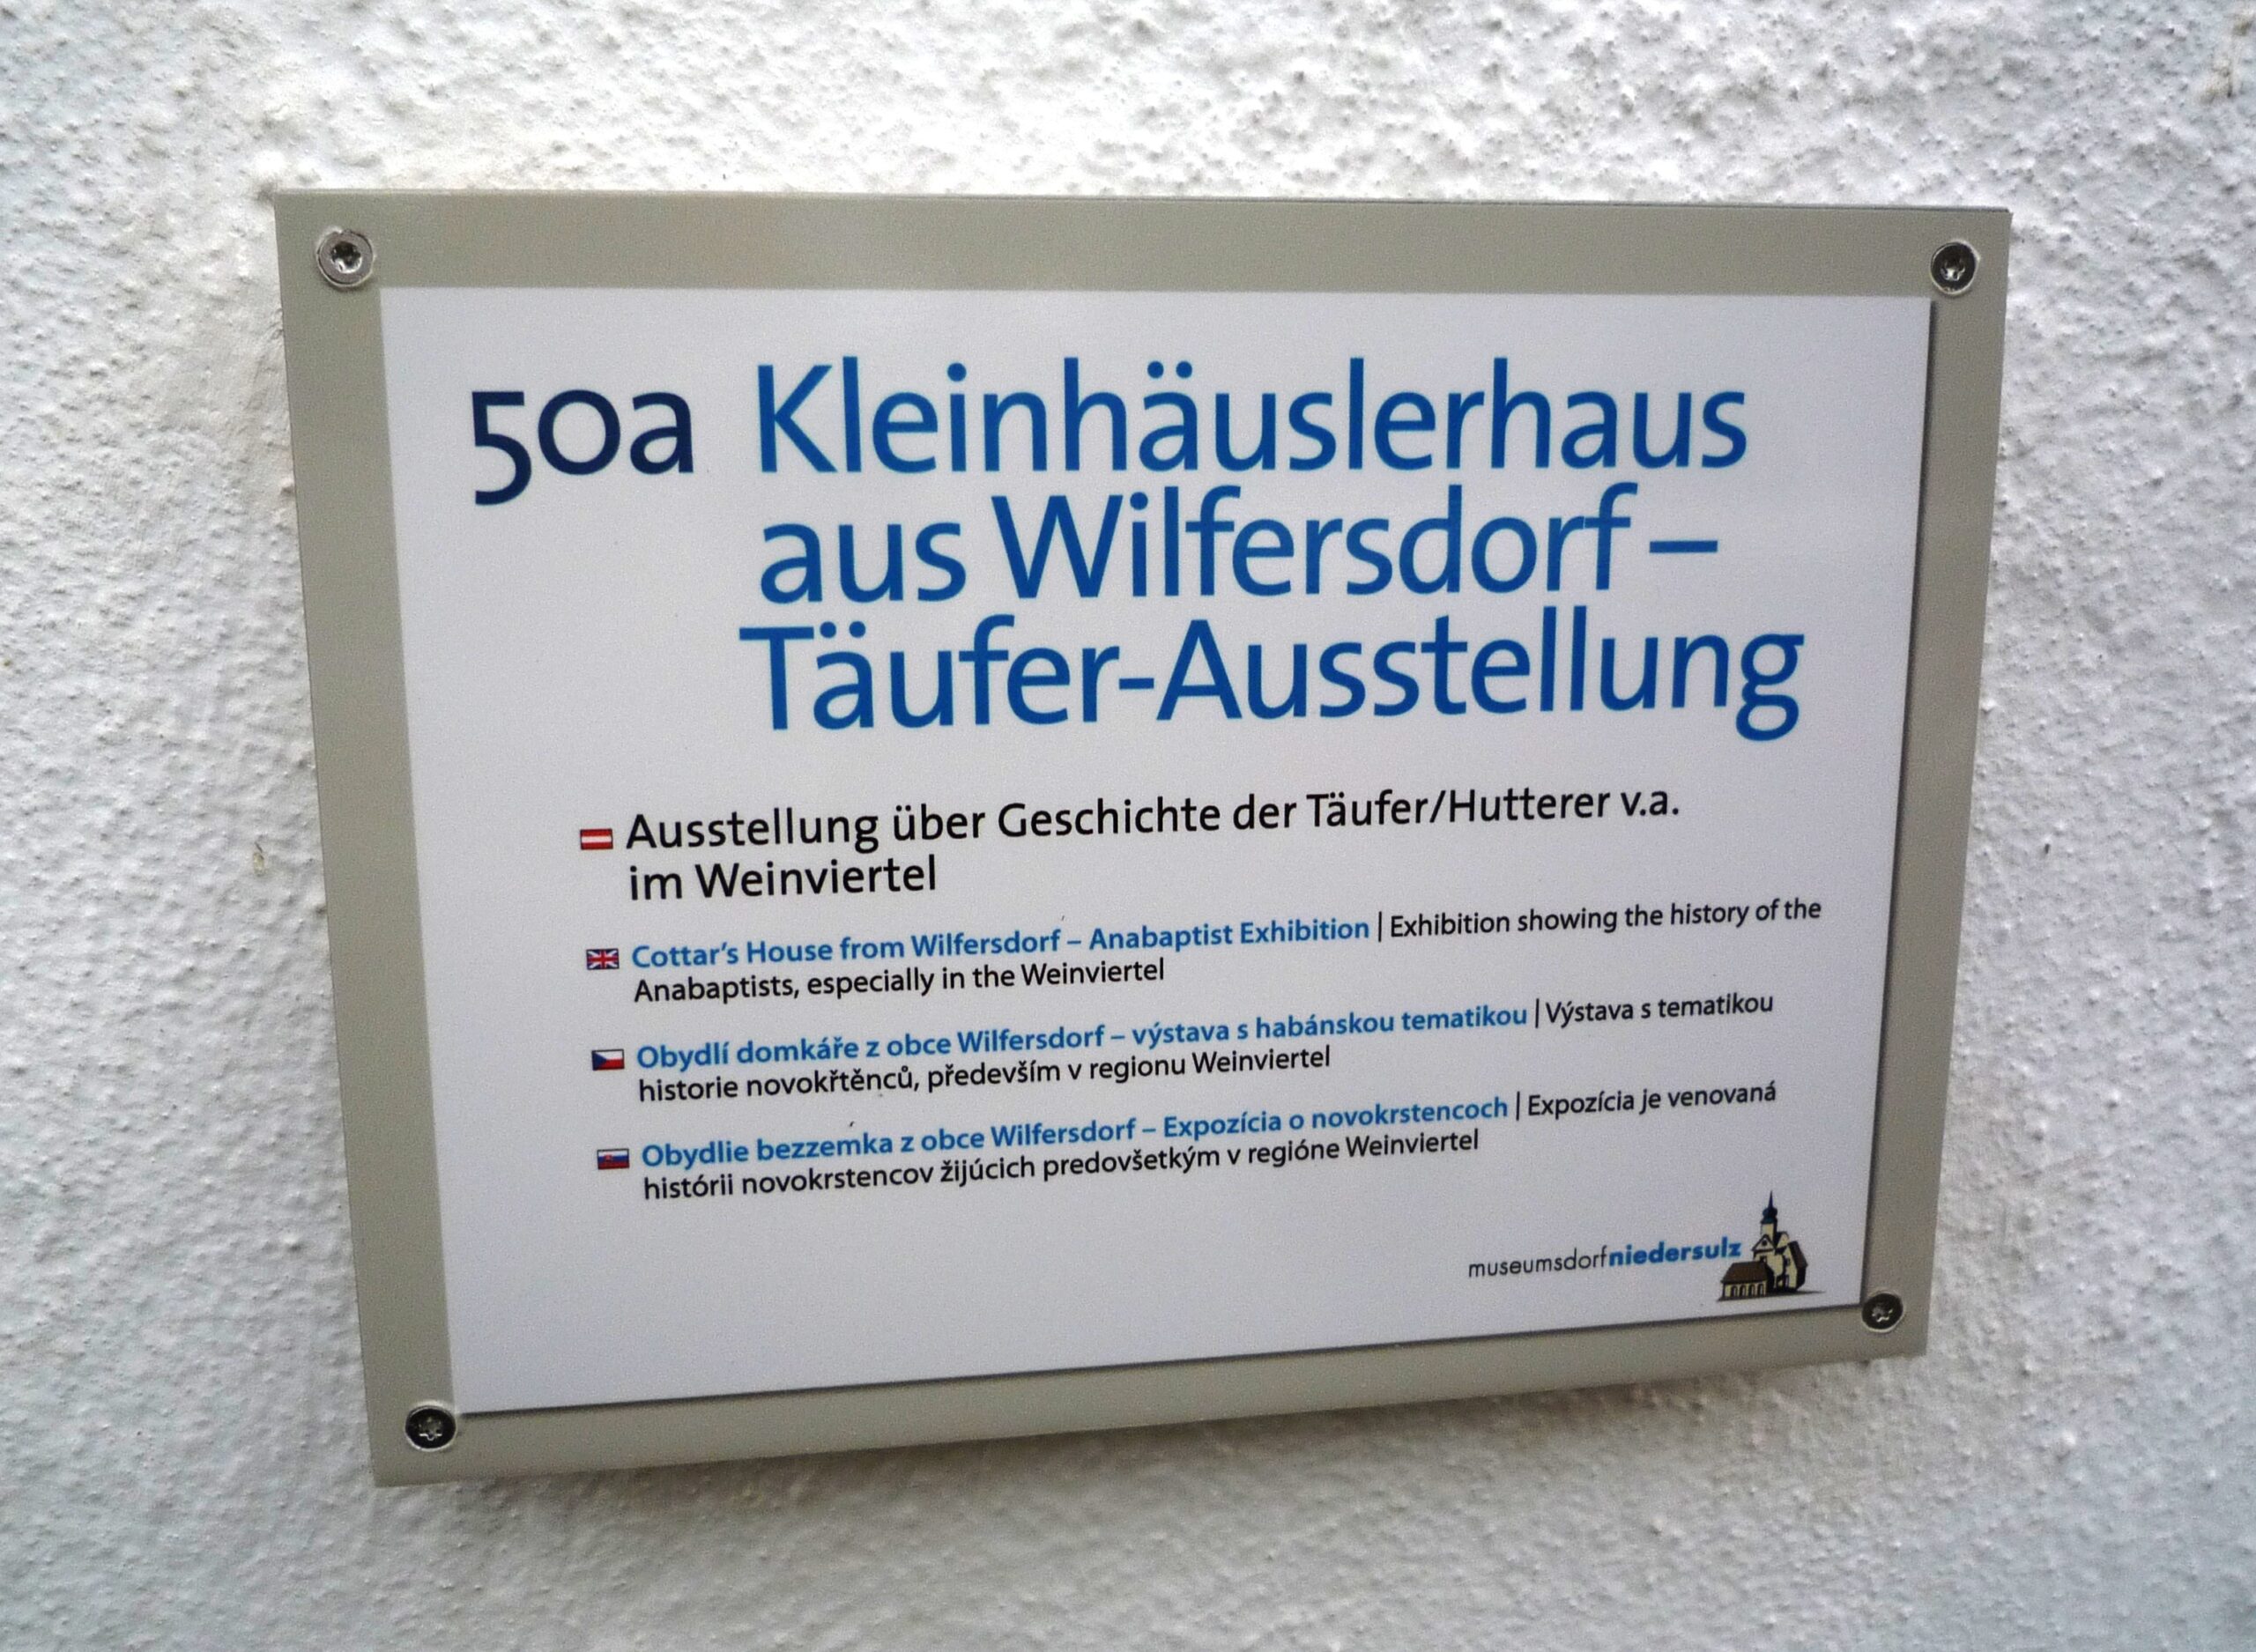 50a Kleinhäuslerhaus
aus Wilfersdorf –
Täufer-Ausstellung
Ausstellung über Geschichte der Täufer/Hutterer v.a.
im Weinviertel
Cottar's House from Wilfersdorf – Anabaptist Exhibition | Exhibition showing the history of the
Anabaptists, especially in the Weinviertel
Obydlí domkáře z obce Wilfersdorf – výstava s habánskou tematikou | Výstava s tematikou
historie novokřtěnců, především v regionu Weinviertel
Obydlie bezzemka z obce Wilfersdorf – Expozícia o novokrstencoch | Expozícia je venovaná
histórii novokrstencov žijúcich predovšetkým v regióne Weinviertel
museumsdorfniedersulz